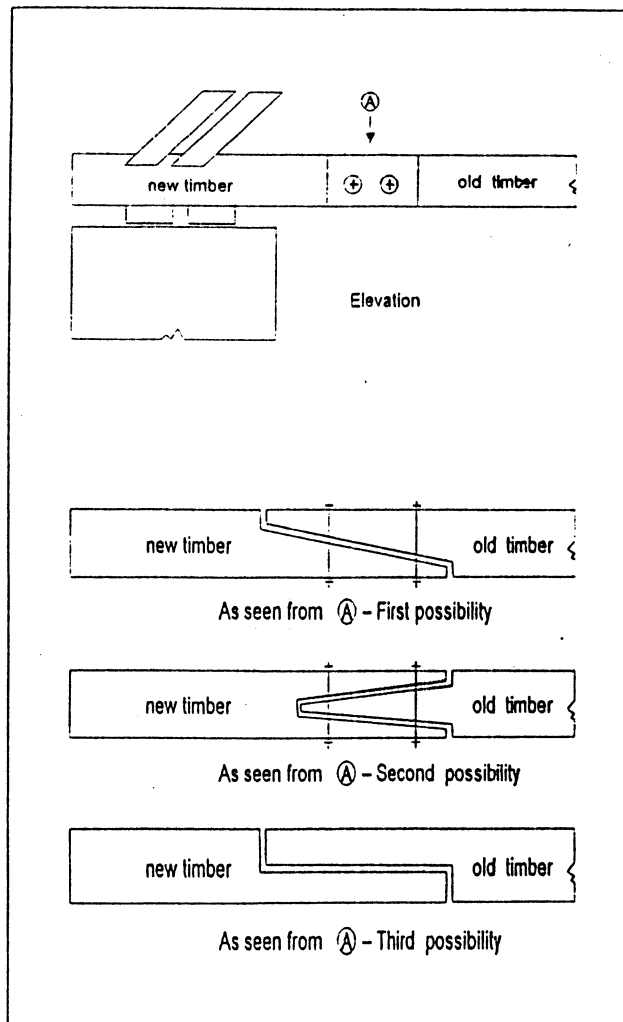 Ⓐ
new timber old timber
Elevation
new timber old timber
As seen from Ⓐ – First possibility
new timber old timber
As seen from Ⓐ – Second possibility
new timber old timber
As seen from Ⓐ – Third possibility